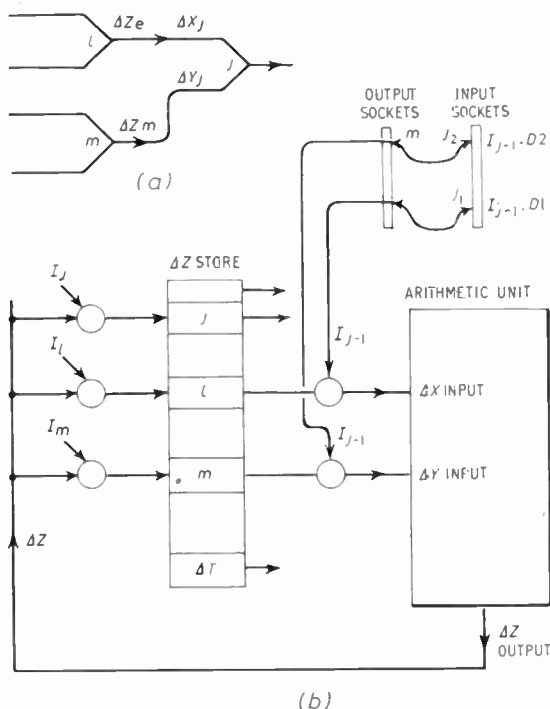 ΔZe ΔXJ
l
J
ΔYJ
m ΔZm
(a)
OUTPUT SOCKETS
INPUT SOCKETS
m J2 IJ-1.D2
J1 IJ-1.D1
ΔZ STORE
ARITHMETIC UNIT
IJ
J
IJ-1
Il
l
ΔX INPUT
IJ-1
Im
m
ΔY INPUT
ΔZ
ΔT
ΔZ
OUTPUT
(b)